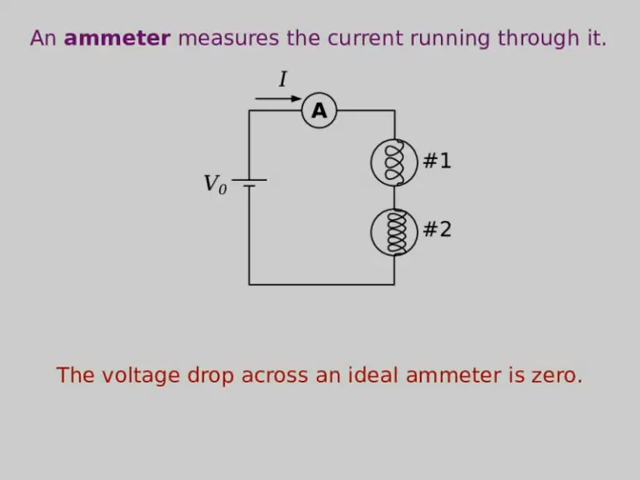 An ammeter measures the current running through it.
I
A
#1
V₀
#2
The voltage drop across an ideal ammeter is zero.